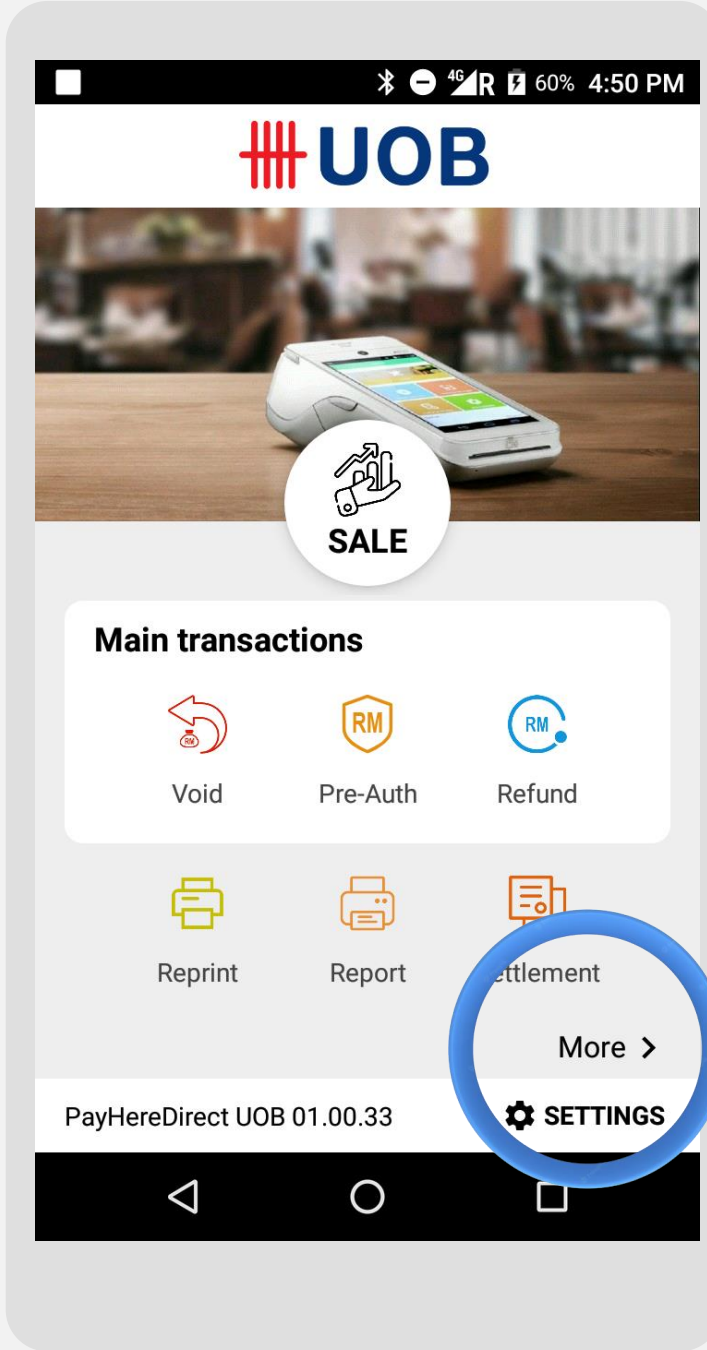 4G R 60% 4:50 PM
UOB
SALE
Main transactions
RM
RM
RM
Void Pre-Auth Refund
Reprint Report ettlement
More
PayHereDirect UOB 01.00.33 SETTINGS